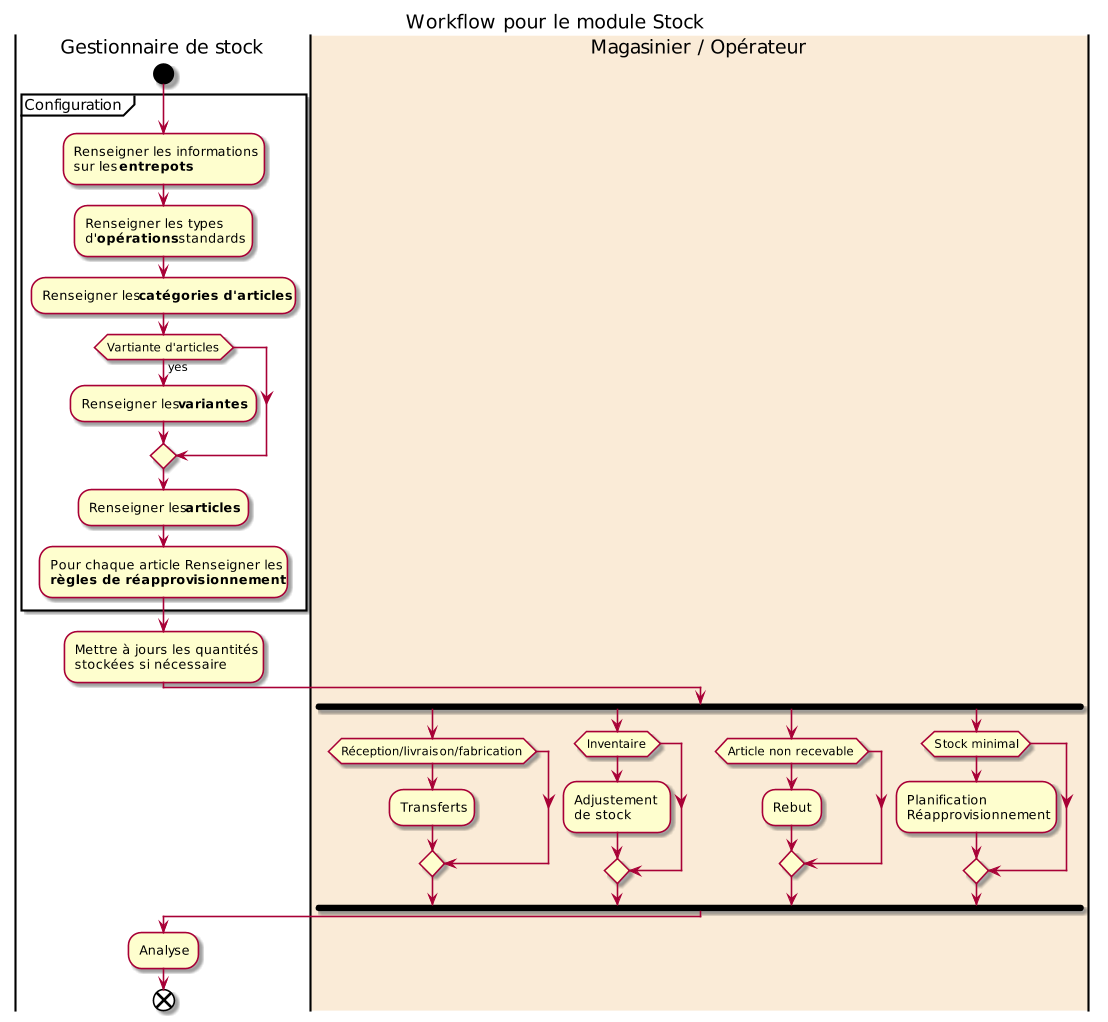 Workflow pour le module Stock
Gestionnaire de stock
Magasinier / Opérateur
Configuration
Renseigner les informations
sur les entrepots
Renseigner les types
d'opérations standards
Renseigner les catégories d'articles
Vartiante d'articles
yes
Renseigner les variantes
Renseigner les articles
Pour chaque article Renseigner les
règles de réapprovisionnement
Mettre à jours les quantités
stockées si nécessaire
Réception/livraison/fabrication
Transferts
Inventaire
Adjustement
de stock
Article non recevable
Rebut
Stock minimal
Planification
Réapprovisionnement
Analyse